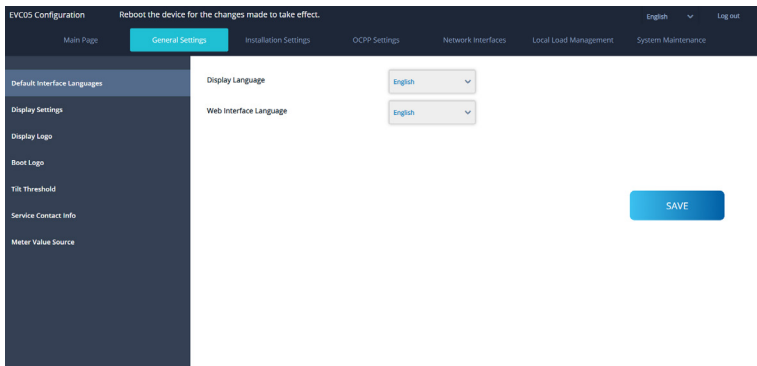 EVC05 Configuration Reboot the device for the changes made to take effect. English Log out
Main Page General Settings Installation Settings OCPP Settings Network Interfaces Local Load Management System Maintenance
Default Interface Languages
Display Settings
Display Logo
Boot Logo
Tilt Threshold
Service Contact Info
Meter Value Source
Display Language English
Web Interface Language English
SAVE